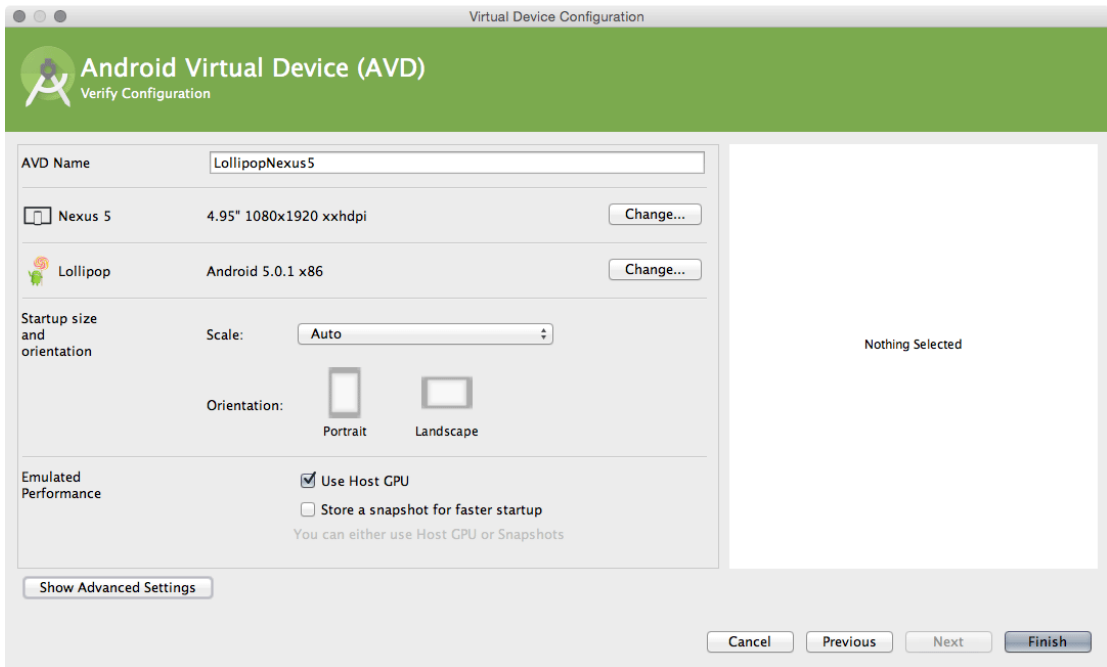 Virtual Device Configuration
Android Virtual Device (AVD)
Verify Configuration
AVD Name
LollipopNexus5
Nexus 5
4.95" 1080x1920 xxhdpi
Change...
Lollipop
Android 5.0.1 x86
Change...
Startup size
and
orientation
Scale:
Auto
Orientation:
Portrait
Landscape
Nothing Selected
Emulated
Performance
Use Host GPU
Store a snapshot for faster startup
You can either use Host GPU or Snapshots
Show Advanced Settings
Cancel
Previous
Next
Finish